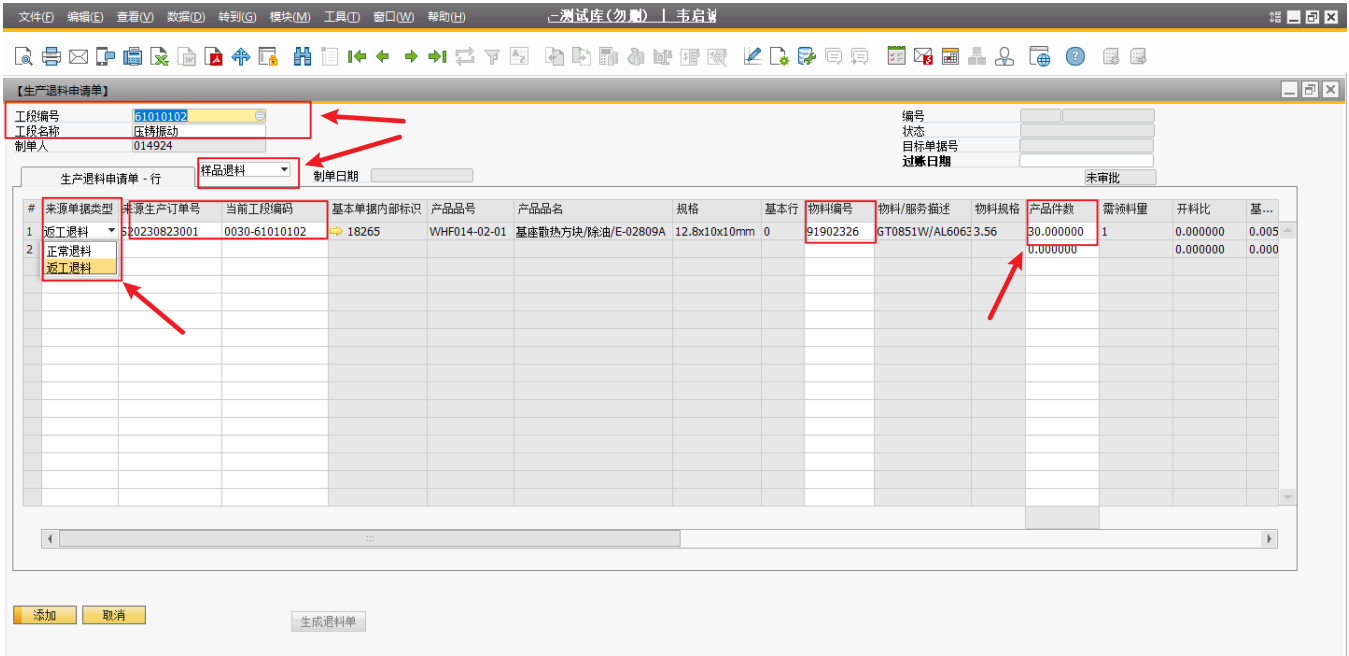 文件(F) 编辑(E) 查看(V) 数据(D) 转到(G) 模块(M) 工具(T) 窗口(W) 帮助(H) 测试库(勿删) | 韦启
【生产退料申请单】
工段编号 61010102 编号
工段名称 压铸振动 状态
制单人 014924 目标单据号
过账日期
生产退料申请单 - 行 样品退料 制单日期 未审批
# 来源单据类型 来源生产订单号 当前工段编码 基本单据内部标识 产品品号 产品品名 规格 基本行 物料编号 物料/服务描述 物料规格 产品件数 需领料量 开料比 基...
1 返工退料 S20230823001 0030-61010102 18265 WHF014-02-01 基座散热方块/除油/E-02809A 12.8x10x10mm 0 91902326 GT0851W/AL6063 3.56 30.000000 1 0.000000 0.005
2 正常退料 0.000000 0.000000 0.000
返工退料
添加 取消 生成退料单